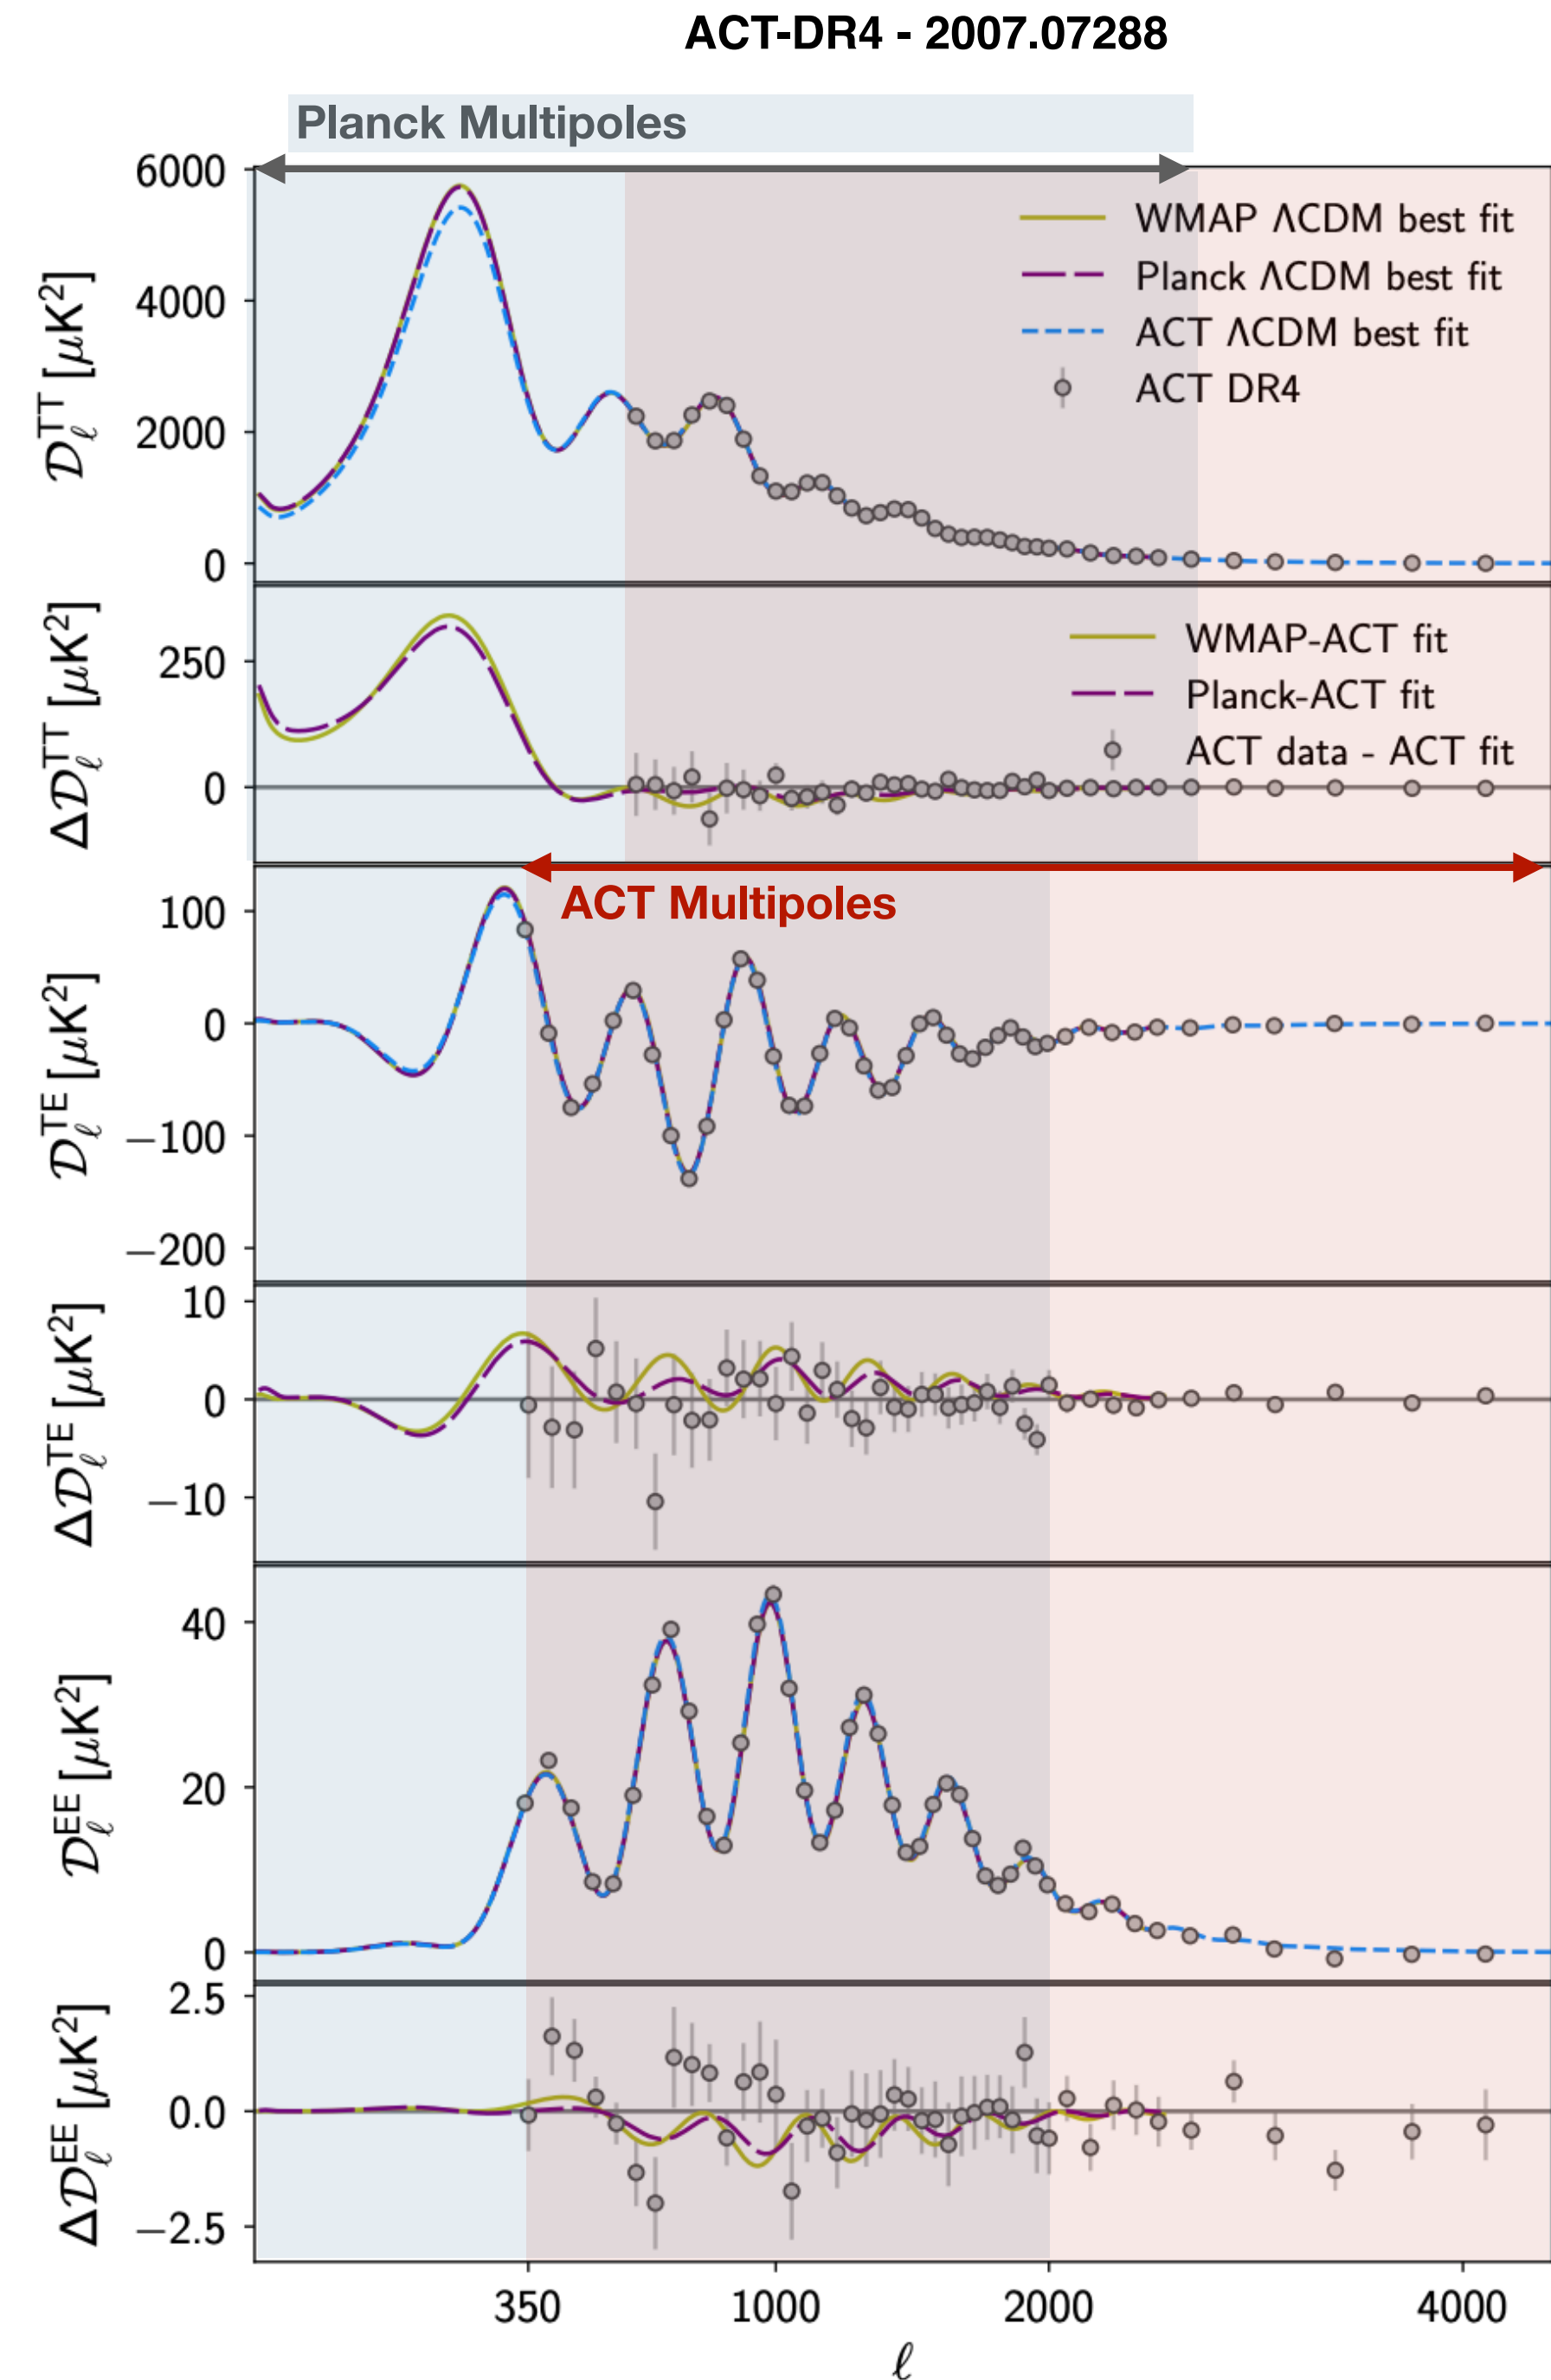 ACT-DR4 - 2007.07288
Planck Multipoles
6000
4000
2000
0
𝒟ℓᵀᵀ [μK²]
WMAP ΛCDM best fit
Planck ΛCDM best fit
ACT ΛCDM best fit
ACT DR4
250
0
Δ𝒟ℓᵀᵀ [μK²]
WMAP-ACT fit
Planck-ACT fit
ACT data - ACT fit
ACT Multipoles
100
0
−100
−200
𝒟ℓᵀᴱ [μK²]
10
0
−10
Δ𝒟ℓᵀᴱ [μK²]
40
20
0
𝒟ℓᴱᴱ [μK²]
2.5
0.0
−2.5
Δ𝒟ℓᴱᴱ [μK²]
350 1000 2000 4000
ℓ